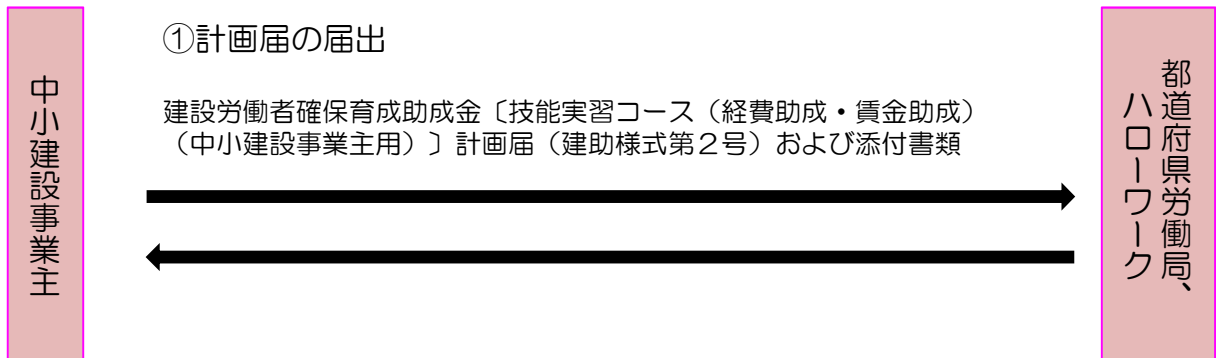 中小建設事業主
①計画届の届出
建設労働者確保育成助成金〔技能実習コース（経費助成・賃金助成）
（中小建設事業主用）〕計画届（建助様式第２号）および添付書類
都道府県労働局、
ハローワーク